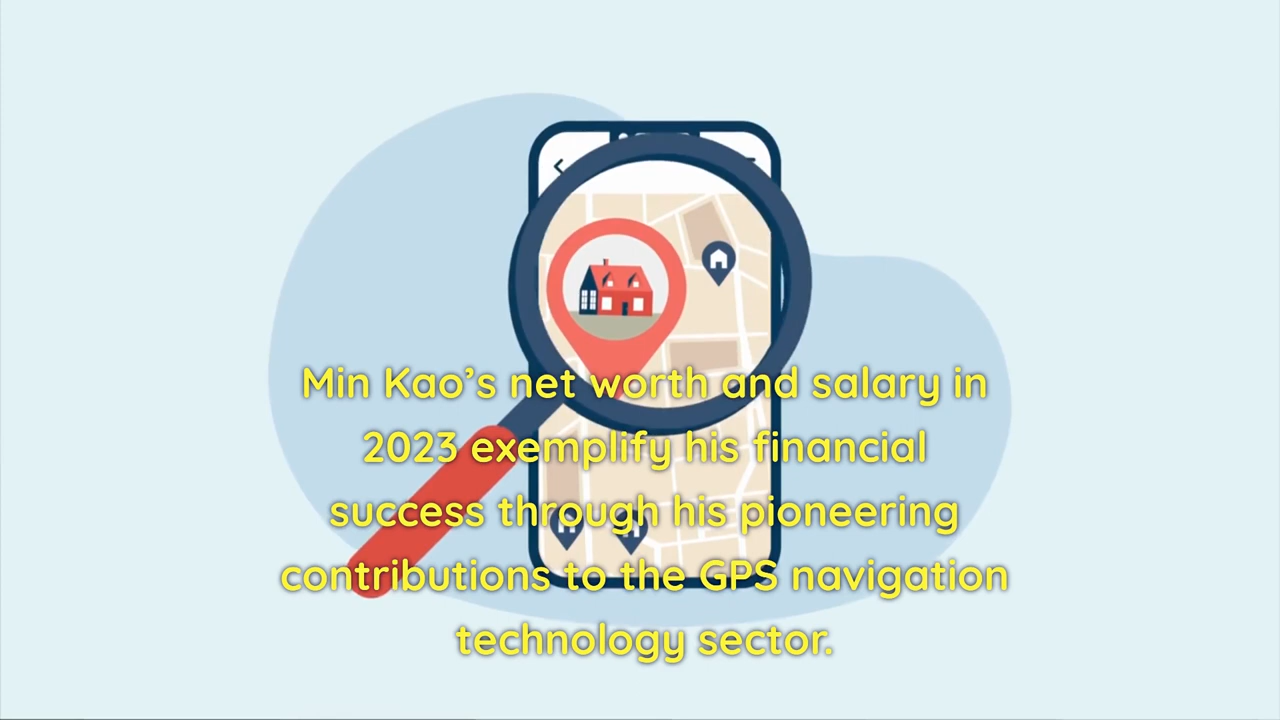 Min Kao’s net worth and salary in
2023 exemplify his financial
success through his pioneering
contributions to the GPS navigation
technology sector.